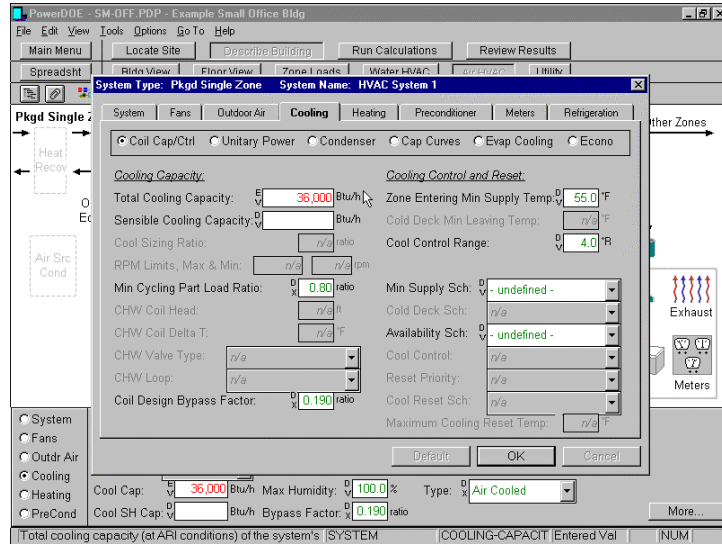 PowerDOE - SM-OFF.PDP - Example Small Office Bldg
File Edit View Tools Options Go To Help
Main Menu Locate Site Describe Building Run Calculations Review Results
Spreadsht Bldg View Floor View Zone Loads Water HVAC Air HVAC Utility
System Type: Pkgd Single Zone System Name: HVAC System 1
System Fans Outdoor Air Cooling Heating Preconditioner Meters Refrigeration
Pkgd Single
ther Zones
Coil Cap/Ctrl Unitary Power Condenser Cap Curves Evap Cooling Econo
Heat
Recov
Air Src
Cond
Cooling Capacity: Cooling Control and Reset:
Total Cooling Capacity: E V 36,000 Btu/h Zone Entering Min Supply Temp: D V 55.0 °F
Sensible Cooling Capacity: D V Btu/h Cold Deck Min Leaving Temp: n/a °F
Cool Sizing Ratio: n/a ratio Cool Control Range: D V 4.0 °R
RPM Limits, Max & Min: n/a n/a rpm
Min Cycling Part Load Ratio: D X 0.80 ratio Min Supply Sch: D V - undefined -
CHW Coil Head: n/a ft Cold Deck Sch: n/a
CHW Coil Delta T: n/a °F Availability Sch: D V - undefined -
CHW Valve Type: n/a Cool Control: n/a
CHW Loop: n/a Reset Priority: n/a
Coil Design Bypass Factor: D X 0.190 ratio Cool Reset Sch: n/a
Maximum Cooling Reset Temp: n/a °F
Default OK Cancel
Exhaust
Meters
System
Fans
Outdr Air
Cooling
Heating
PreCond
Cool Cap: E V 36,000 Btu/h Max Humidity: D V 100.0 % Type: D X Air Cooled
Cool SH Cap: D V Btu/h Bypass Factor: D X 0.190 ratio More...
Total cooling capacity (at ARI conditions) of the system's SYSTEM COOLING-CAPACIT Entered Val NUM